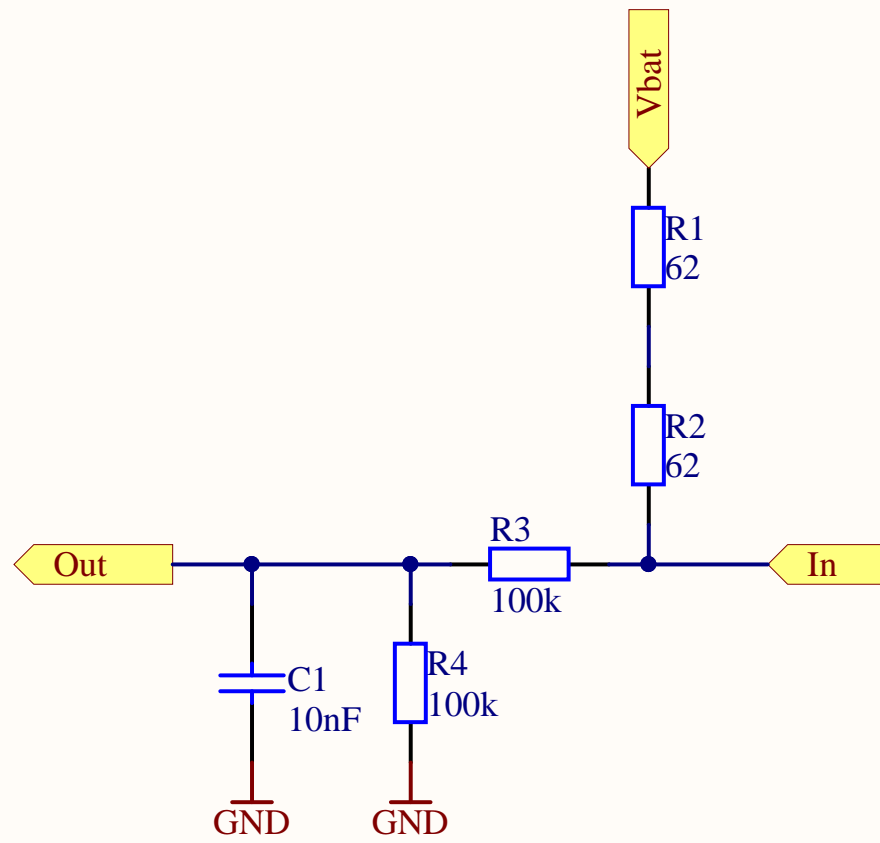 Vbat
R1
62
R2
62
R3
100k
Out
In
C1
10nF
R4
100k
GND
GND